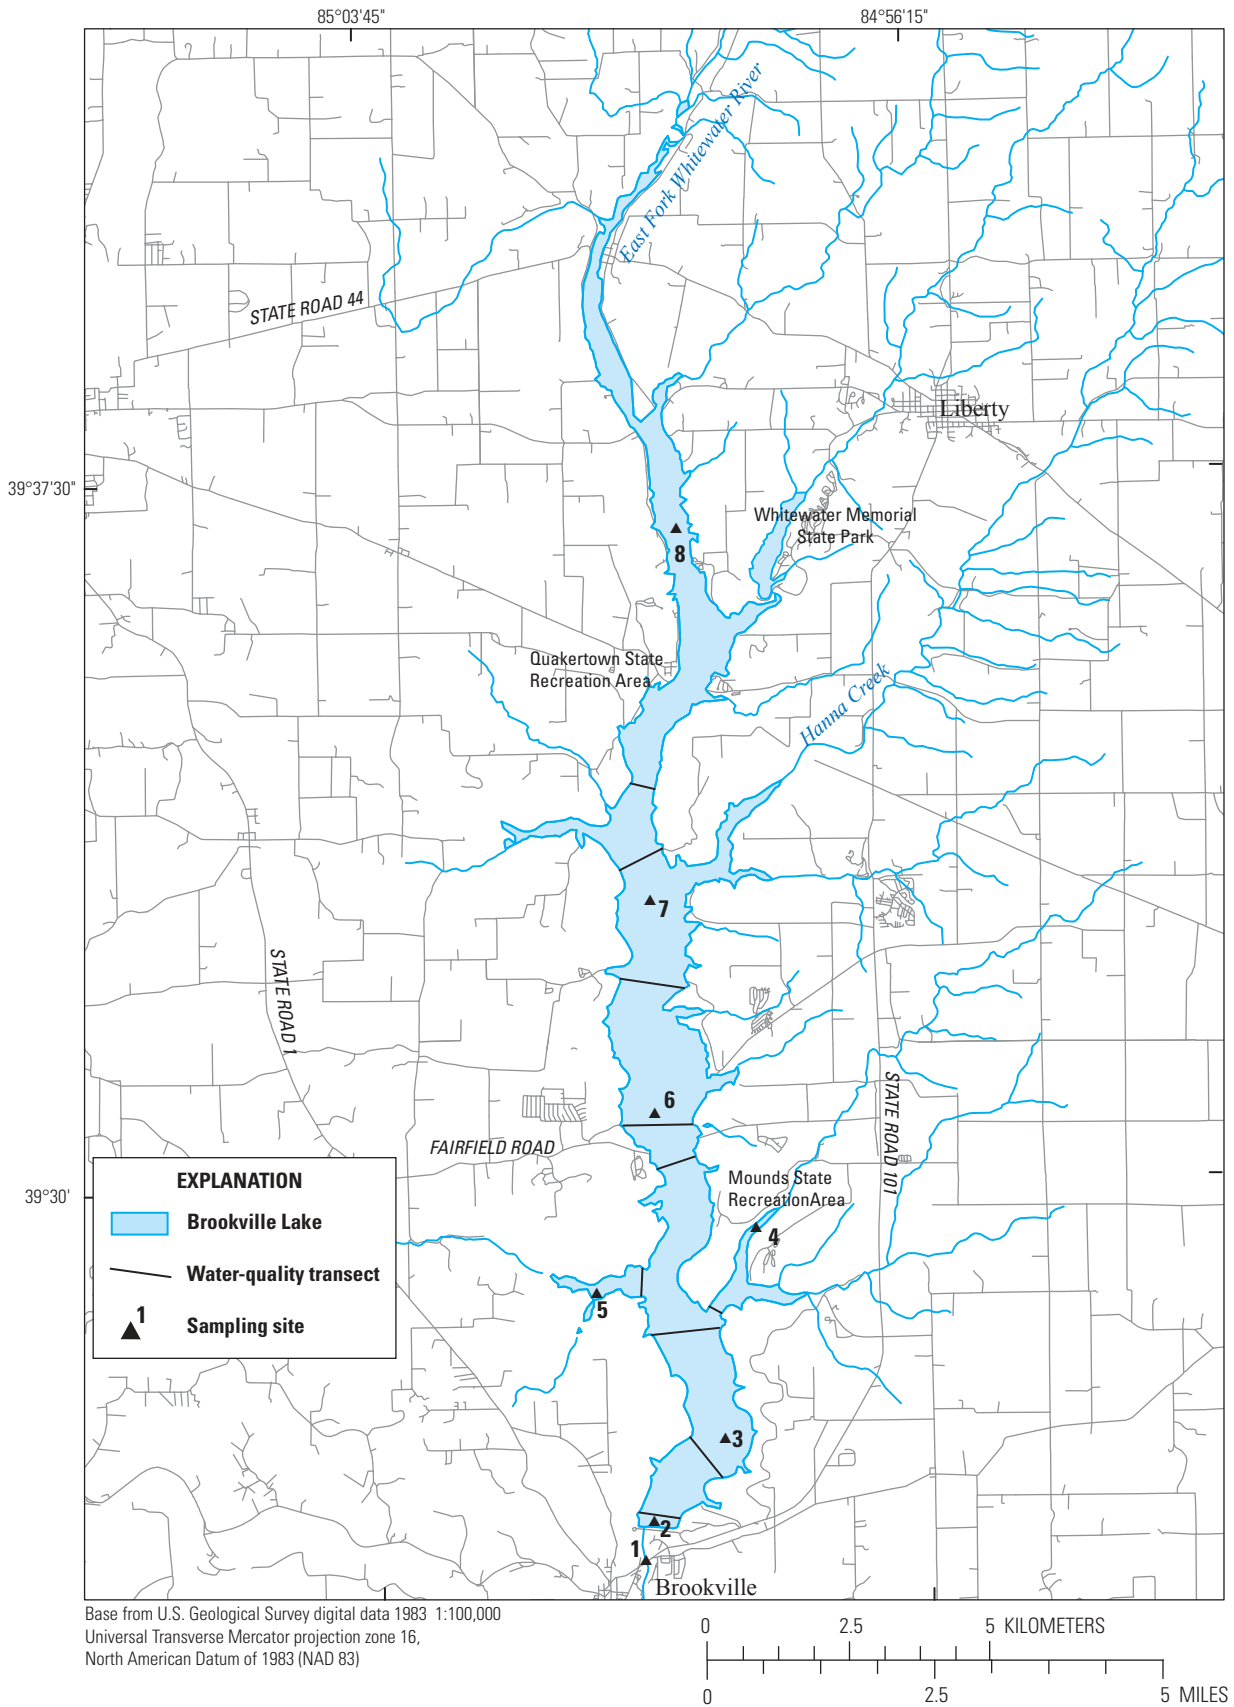 85°03'45"
84°56'15"
East Fork Whitewater River
STATE ROAD 44
Liberty
39°37'30"
Whitewater Memorial
State Park
8
Quakertown State
Recreation Area
Hanna Creek
7
STATE ROAD 1
6
STATE ROAD 101
FAIRFIELD ROAD
39°30'
Mounds State
RecreationArea
4
5
EXPLANATION
Brookville Lake
Water-quality transect
1
Sampling site
3
2
1
Brookville
Base from U.S. Geological Survey digital data 1983 1:100,000
Universal Transverse Mercator projection zone 16,
North American Datum of 1983 (NAD 83)
0 2.5 5 KILOMETERS
0 2.5 5 MILES